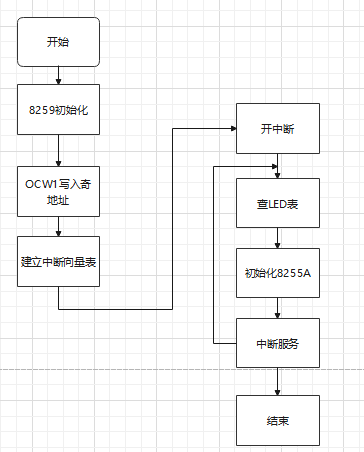 开始
8259初始化
OCW1写入奇
地址
建立中断向量表
开中断
查LED表
初始化8255A
中断服务
结束